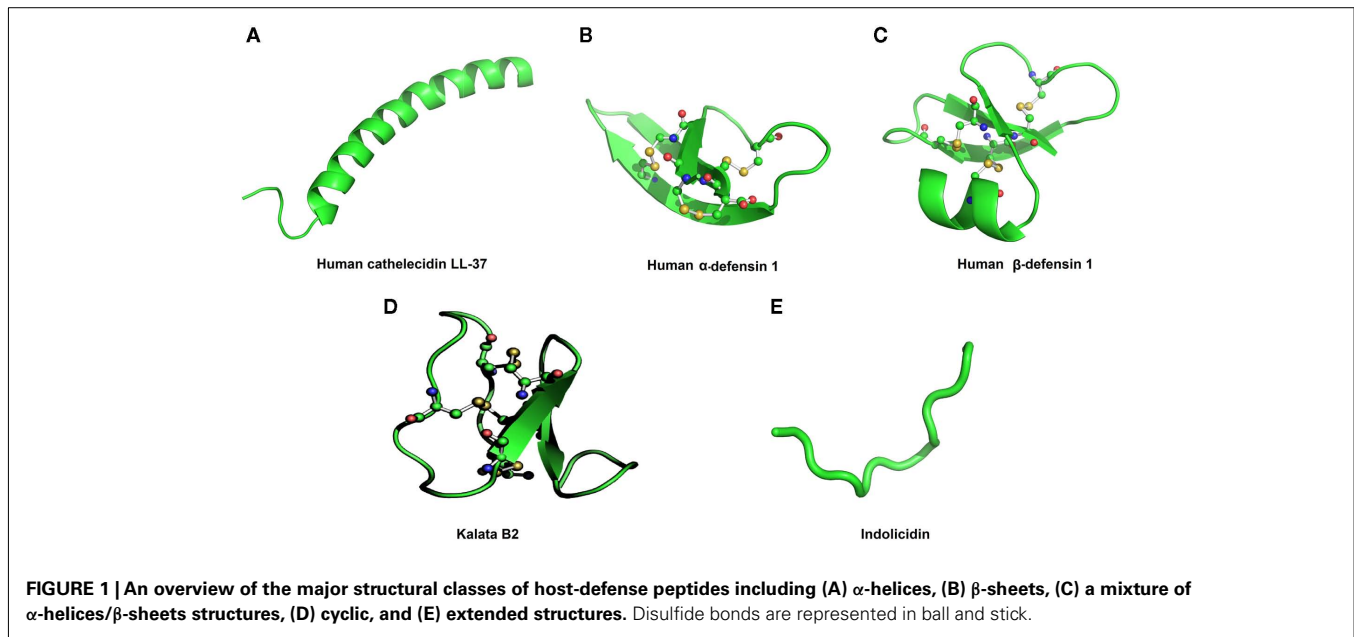 A
B
C
Human cathelecidin LL-37
Human α-defensin 1
Human β-defensin 1
D
E
Kalata B2
Indolicidin
FIGURE 1 | An overview of the major structural classes of host-defense peptides including (A) α-helices, (B) β-sheets, (C) a mixture of
α-helices/β-sheets structures, (D) cyclic, and (E) extended structures. Disulfide bonds are represented in ball and stick.